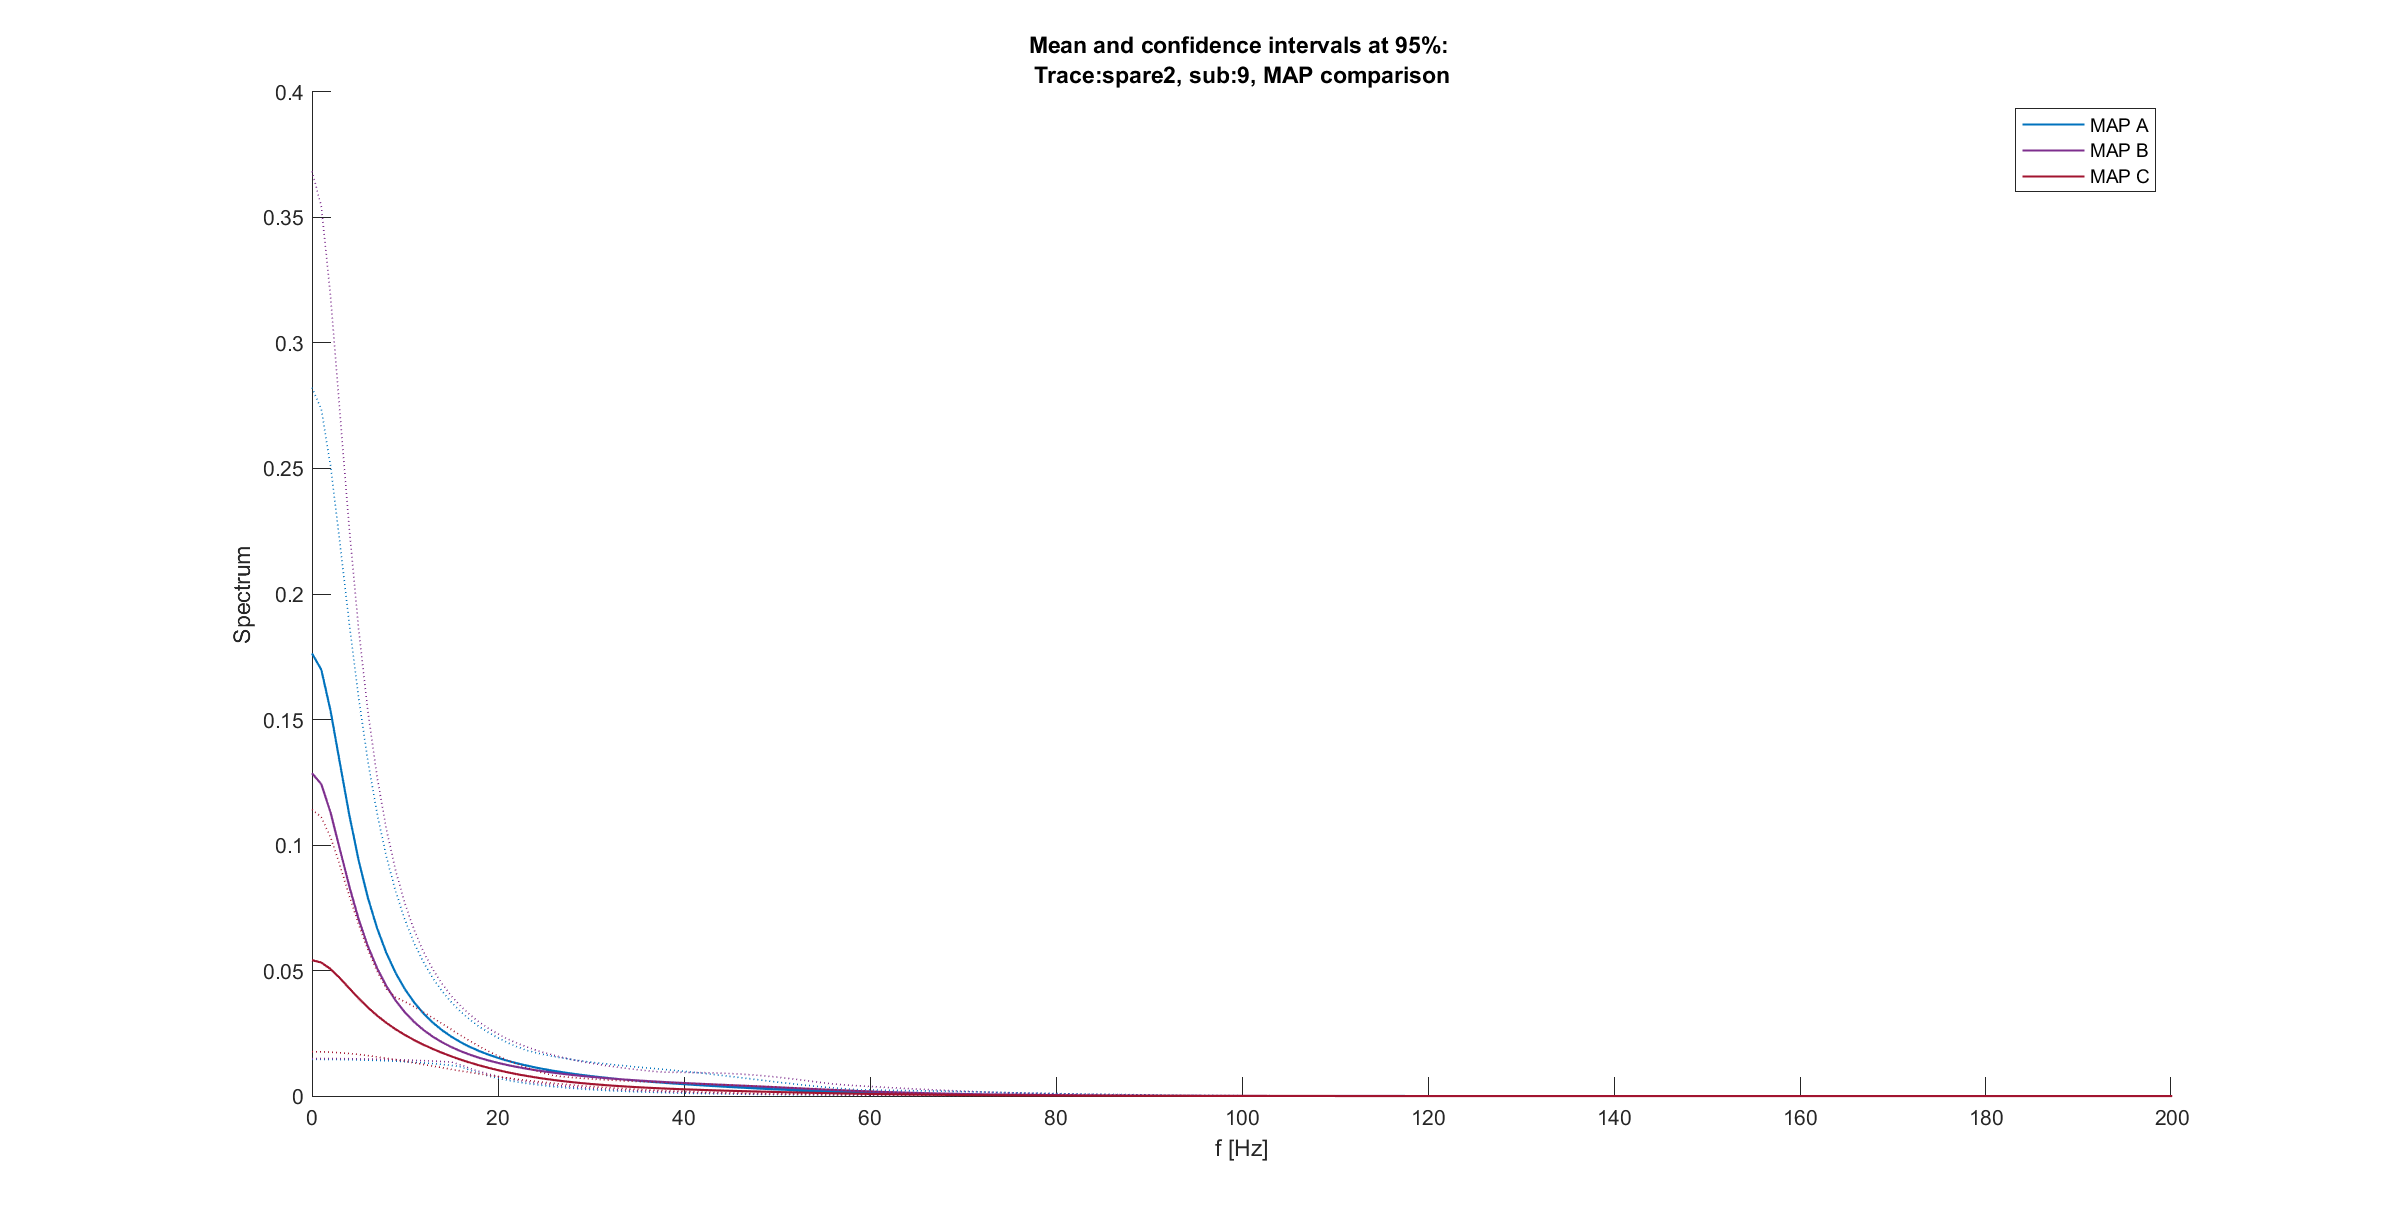 Mean and confidence intervals at 95%:
Trace:spare2, sub:9, MAP comparison
0.4
0.35
0.3
0.25
0.2
0.15
0.1
0.05
0
Spectrum
MAP A
MAP B
MAP C
0 20 40 60 80 100 120 140 160 180 200
f [Hz]